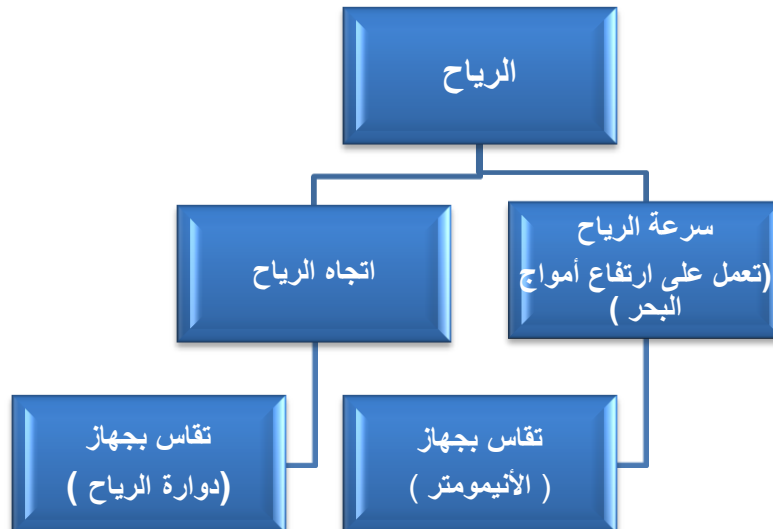 الرياح
سرعة الرياح
(تعمل على ارتفاع أمواج
البحر )
اتجاه الرياح
تقاس بجهاز
( الأنيمومتر )
تقاس بجهاز
(دوارة الرياح )